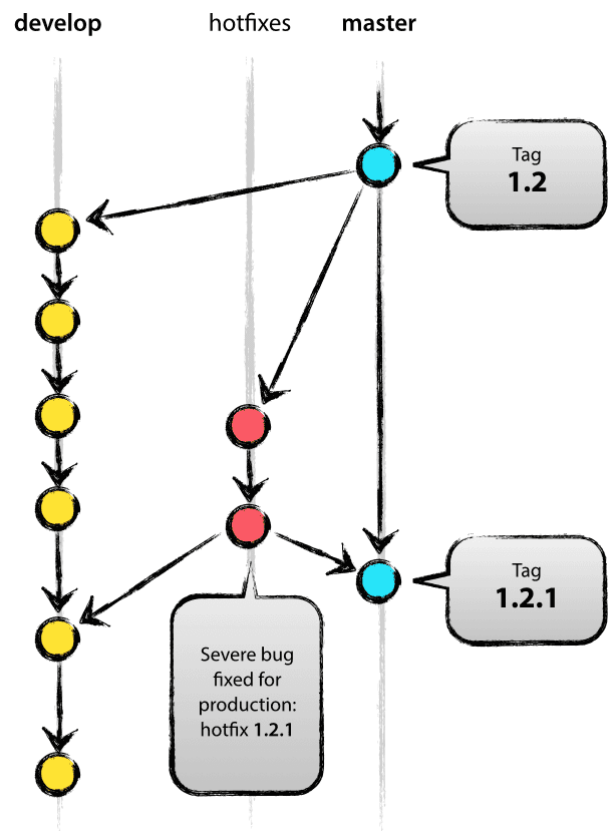 develop
hotfixes
master
Tag
1.2
Tag
1.2.1
Severe bug
fixed for
production:
hotfix 1.2.1